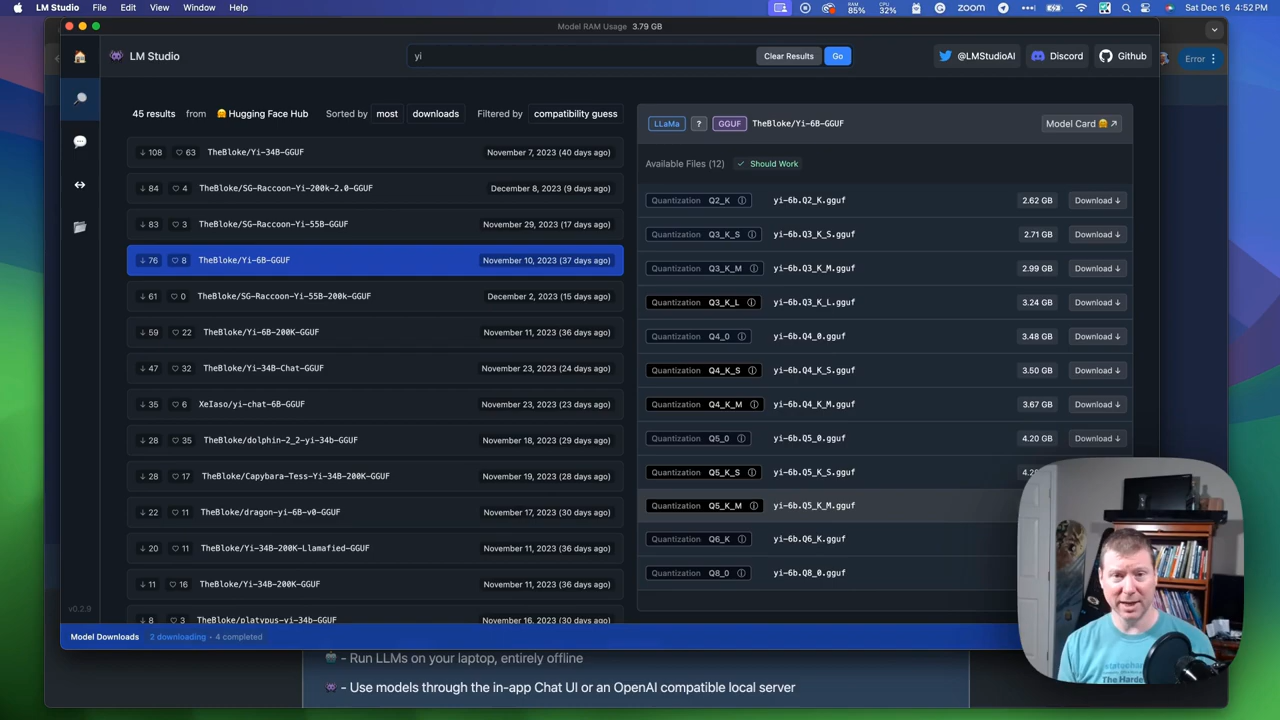 LM Studio File Edit View Window Help
zoom
RAM 85% CPU 32%
Sat Dec 16 4:52 PM
Model RAM Usage 3.79 GB
LM Studio
yi
Clear Results Go
@LMStudioAI Discord Github
Error
45 results from Hugging Face Hub Sorted by most downloads Filtered by compatibility guess
108 63 TheBloke/Yi-34B-GGUF November 7, 2023 (40 days ago)
84 4 TheBloke/SG-Raccoon-Yi-200k-2.0-GGUF December 8, 2023 (9 days ago)
83 3 TheBloke/SG-Raccoon-Yi-55B-GGUF November 29, 2023 (17 days ago)
76 8 TheBloke/Yi-6B-GGUF November 10, 2023 (37 days ago)
61 0 TheBloke/SG-Raccoon-Yi-55B-200k-GGUF December 2, 2023 (15 days ago)
59 22 TheBloke/Yi-6B-200K-GGUF November 11, 2023 (36 days ago)
47 32 TheBloke/Yi-34B-Chat-GGUF November 23, 2023 (24 days ago)
35 6 XeIaso/yi-chat-6B-GGUF November 23, 2023 (23 days ago)
28 35 TheBloke/dolphin-2_2-yi-34b-GGUF November 18, 2023 (29 days ago)
28 17 TheBloke/Capybara-Tess-Yi-34B-200K-GGUF November 19, 2023 (28 days ago)
22 11 TheBloke/dragon-yi-6B-v0-GGUF November 17, 2023 (30 days ago)
20 11 TheBloke/Yi-34B-200K-Llamafied-GGUF November 11, 2023 (36 days ago)
11 16 TheBloke/Yi-34B-200K-GGUF November 11, 2023 (36 days ago)
8 3 TheBloke/platypus-yi-34b-GGUF November 16, 2023 (30 days ago)
LLaMa ? GGUF TheBloke/Yi-6B-GGUF Model Card
Available Files (12) Should Work
Quantization Q2_K yi-6b.Q2_K.gguf 2.62 GB Download
Quantization Q3_K_S yi-6b.Q3_K_S.gguf 2.71 GB Download
Quantization Q3_K_M yi-6b.Q3_K_M.gguf 2.99 GB Download
Quantization Q3_K_L yi-6b.Q3_K_L.gguf 3.24 GB Download
Quantization Q4_0 yi-6b.Q4_0.gguf 3.48 GB Download
Quantization Q4_K_S yi-6b.Q4_K_S.gguf 3.50 GB Download
Quantization Q4_K_M yi-6b.Q4_K_M.gguf 3.67 GB Download
Quantization Q5_0 yi-6b.Q5_0.gguf 4.20 GB Download
Quantization Q5_K_S yi-6b.Q5_K_S.gguf
Quantization Q5_K_M yi-6b.Q5_K_M.gguf
Quantization Q6_K yi-6b.Q6_K.gguf
Quantization Q8_0 yi-6b.Q8_0.gguf
v0.2.9
Model Downloads 2 downloading • 4 completed
- Run LLMs on your laptop, entirely offline
- Use models through the in-app Chat UI or an OpenAI compatible local server